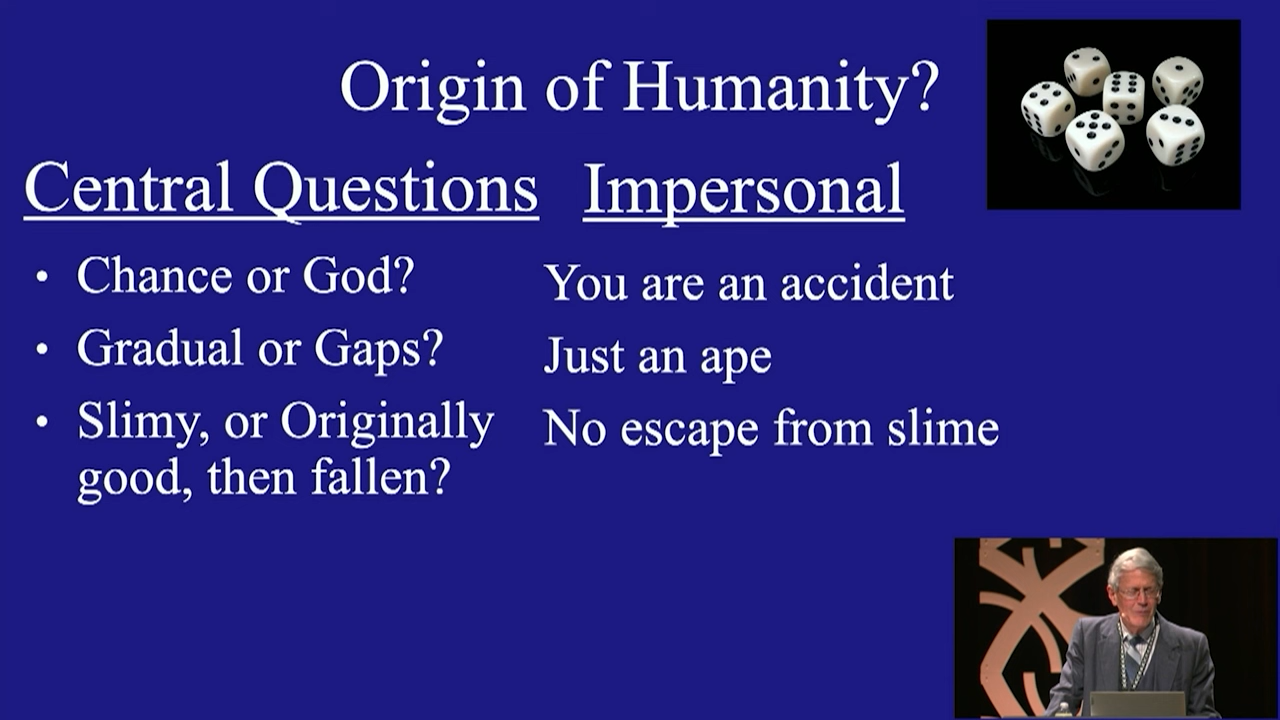 Origin of Humanity?
Central Questions
Impersonal
• Chance or God?
You are an accident
• Gradual or Gaps?
Just an ape
• Slimy, or Originally
good, then fallen?
No escape from slime